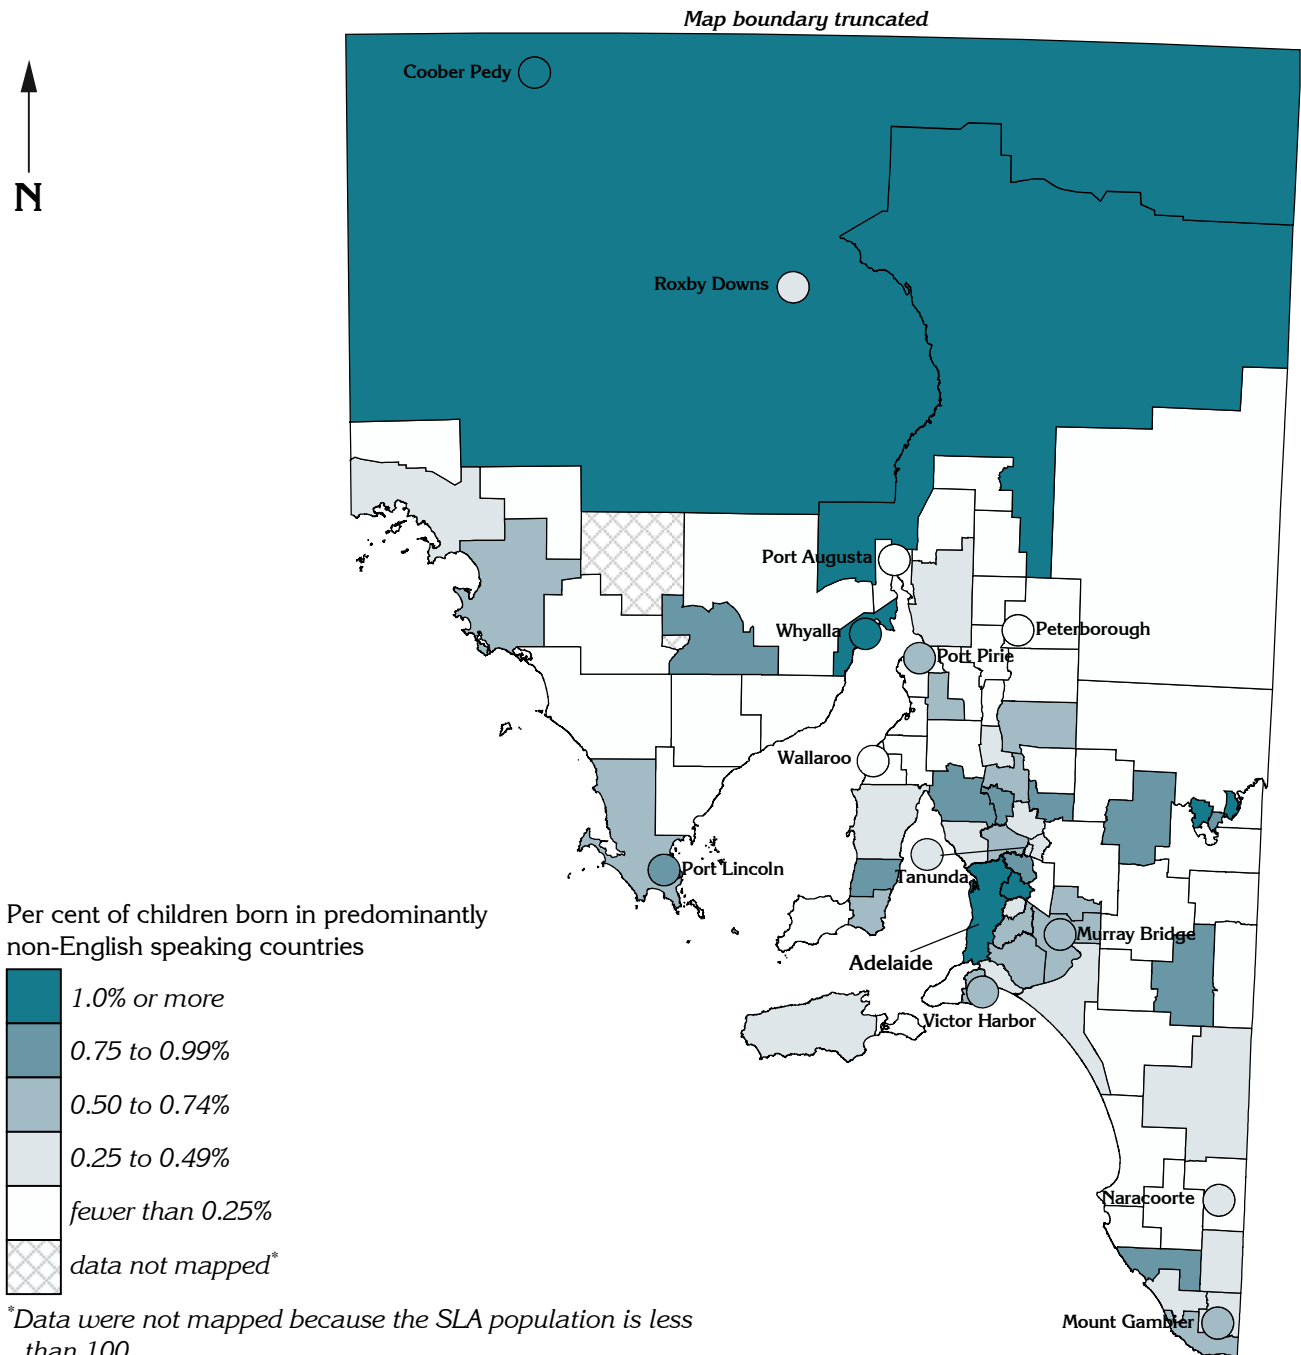 Map boundary truncated
Coober Pedy
N
Roxby Downs
Port Augusta
Whyalla
Peterborough
Port Pirie
Wallaroo
Tanunda
Port Lincoln
Murray Bridge
Adelaide
Victor Harbor
Naracoorte
Mount Gambier
Per cent of children born in predominantly
non-English speaking countries
1.0% or more
0.75 to 0.99%
0.50 to 0.74%
0.25 to 0.49%
fewer than 0.25%
data not mapped*
*Data were not mapped because the SLA population is less
than 100